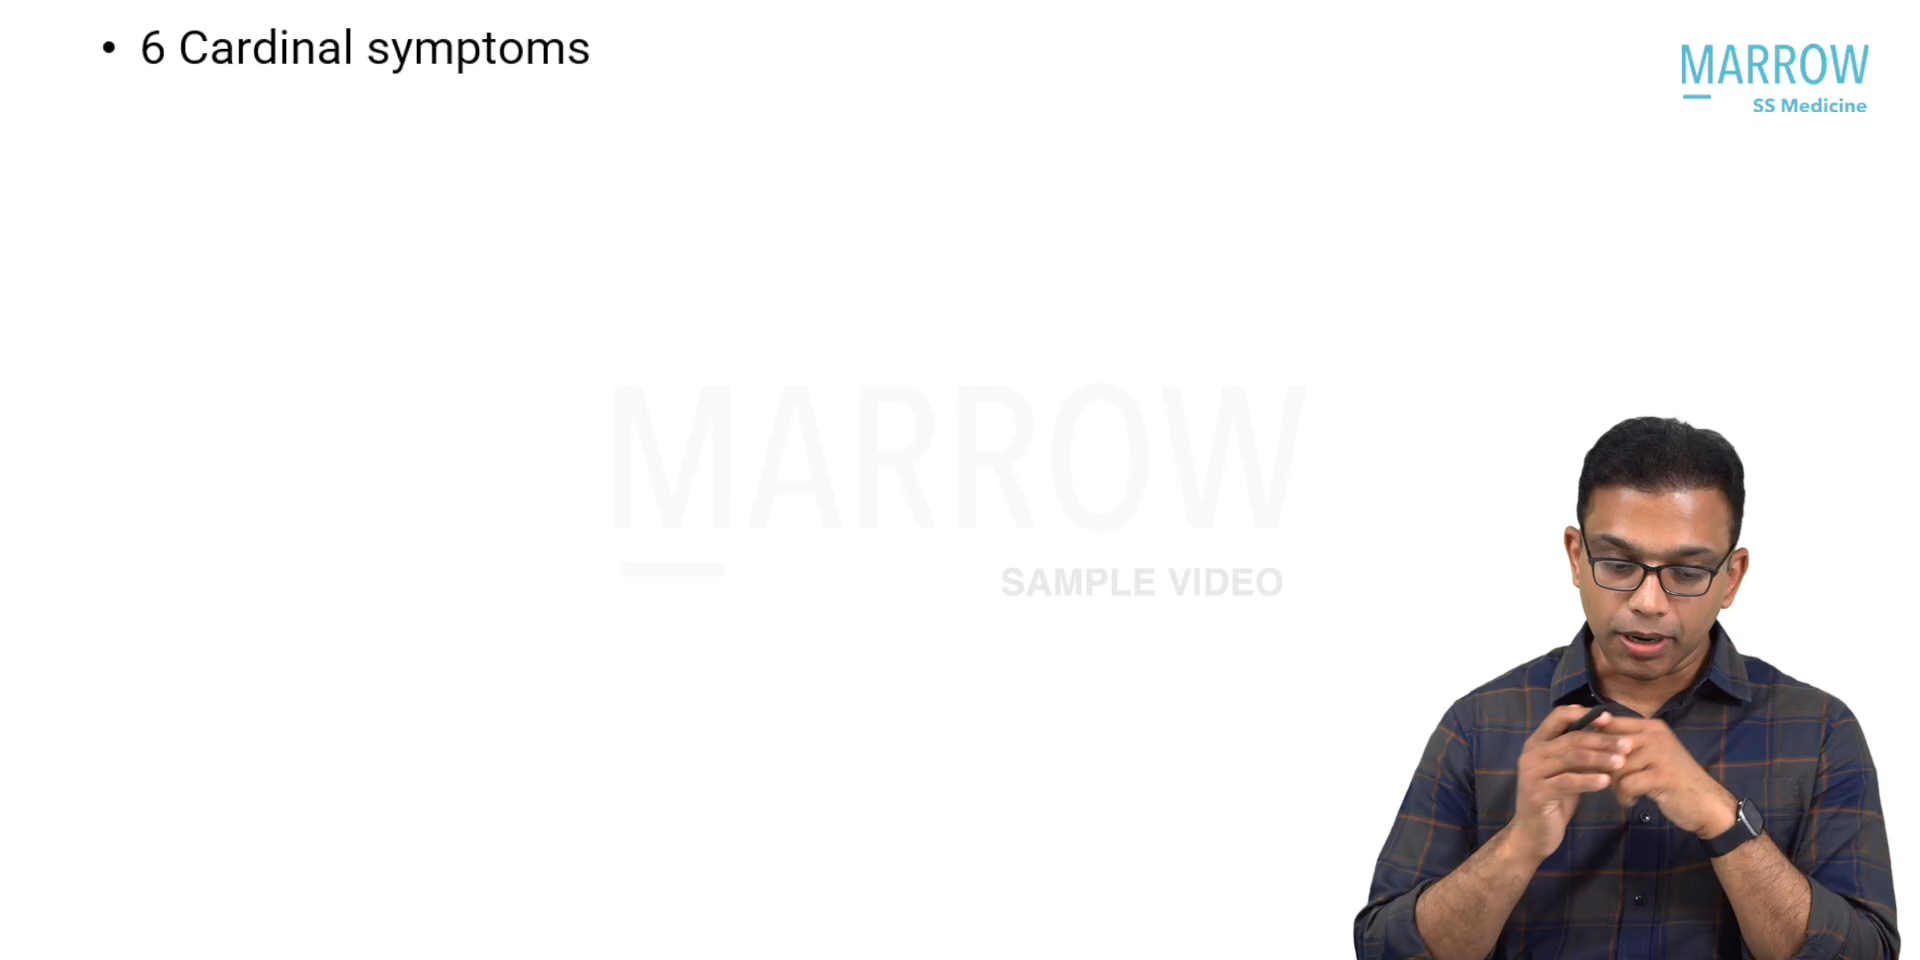 • 6 Cardinal symptoms
MARROW
SS Medicine
MARROW
SAMPLE VIDEO